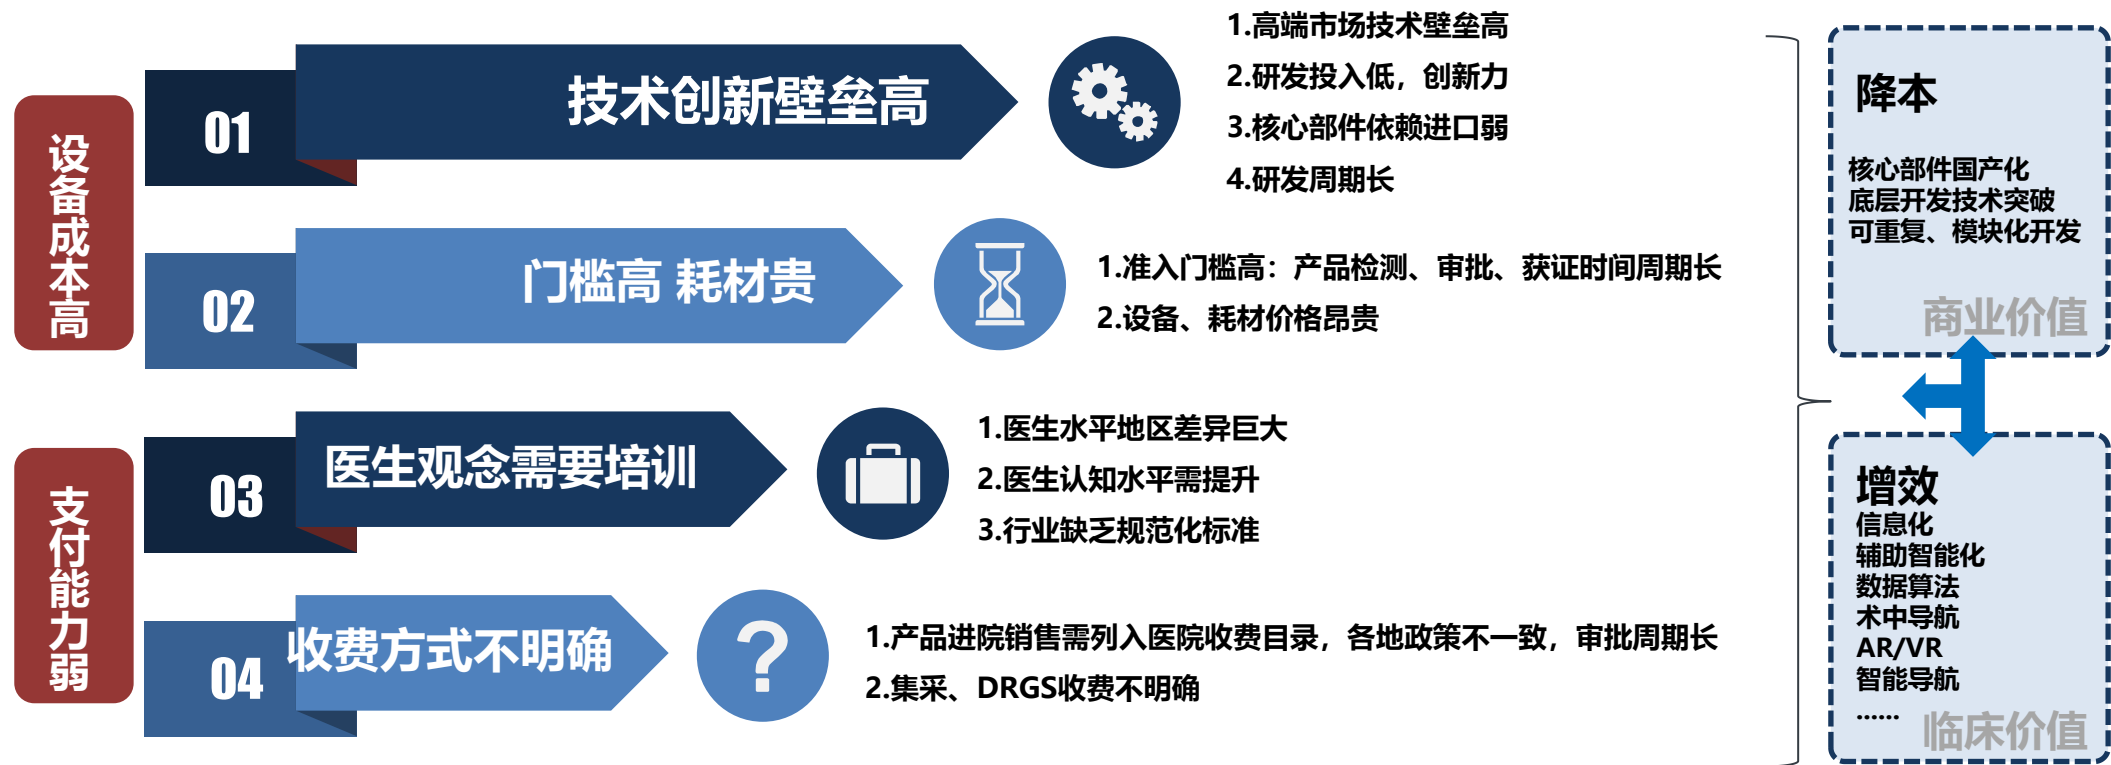 设备成本高
01
技术创新壁垒高
1.高端市场技术壁垒高
2.研发投入低，创新力
3.核心部件依赖进口弱
4.研发周期长
02
门槛高 耗材贵
1.准入门槛高：产品检测、审批、获证时间周期长
2.设备、耗材价格昂贵
支付能力弱
03
医生观念需要培训
1.医生水平地区差异巨大
2.医生认知水平需提升
3.行业缺乏规范化标准
04
收费方式不明确
?
1.产品进院销售需列入医院收费目录，各地政策不一致，审批周期长
2.集采、DRGS收费不明确
降本
核心部件国产化
底层开发技术突破
可重复、模块化开发
商业价值
增效
信息化
辅助智能化
数据算法
术中导航
AR/VR
智能导航
......
临床价值